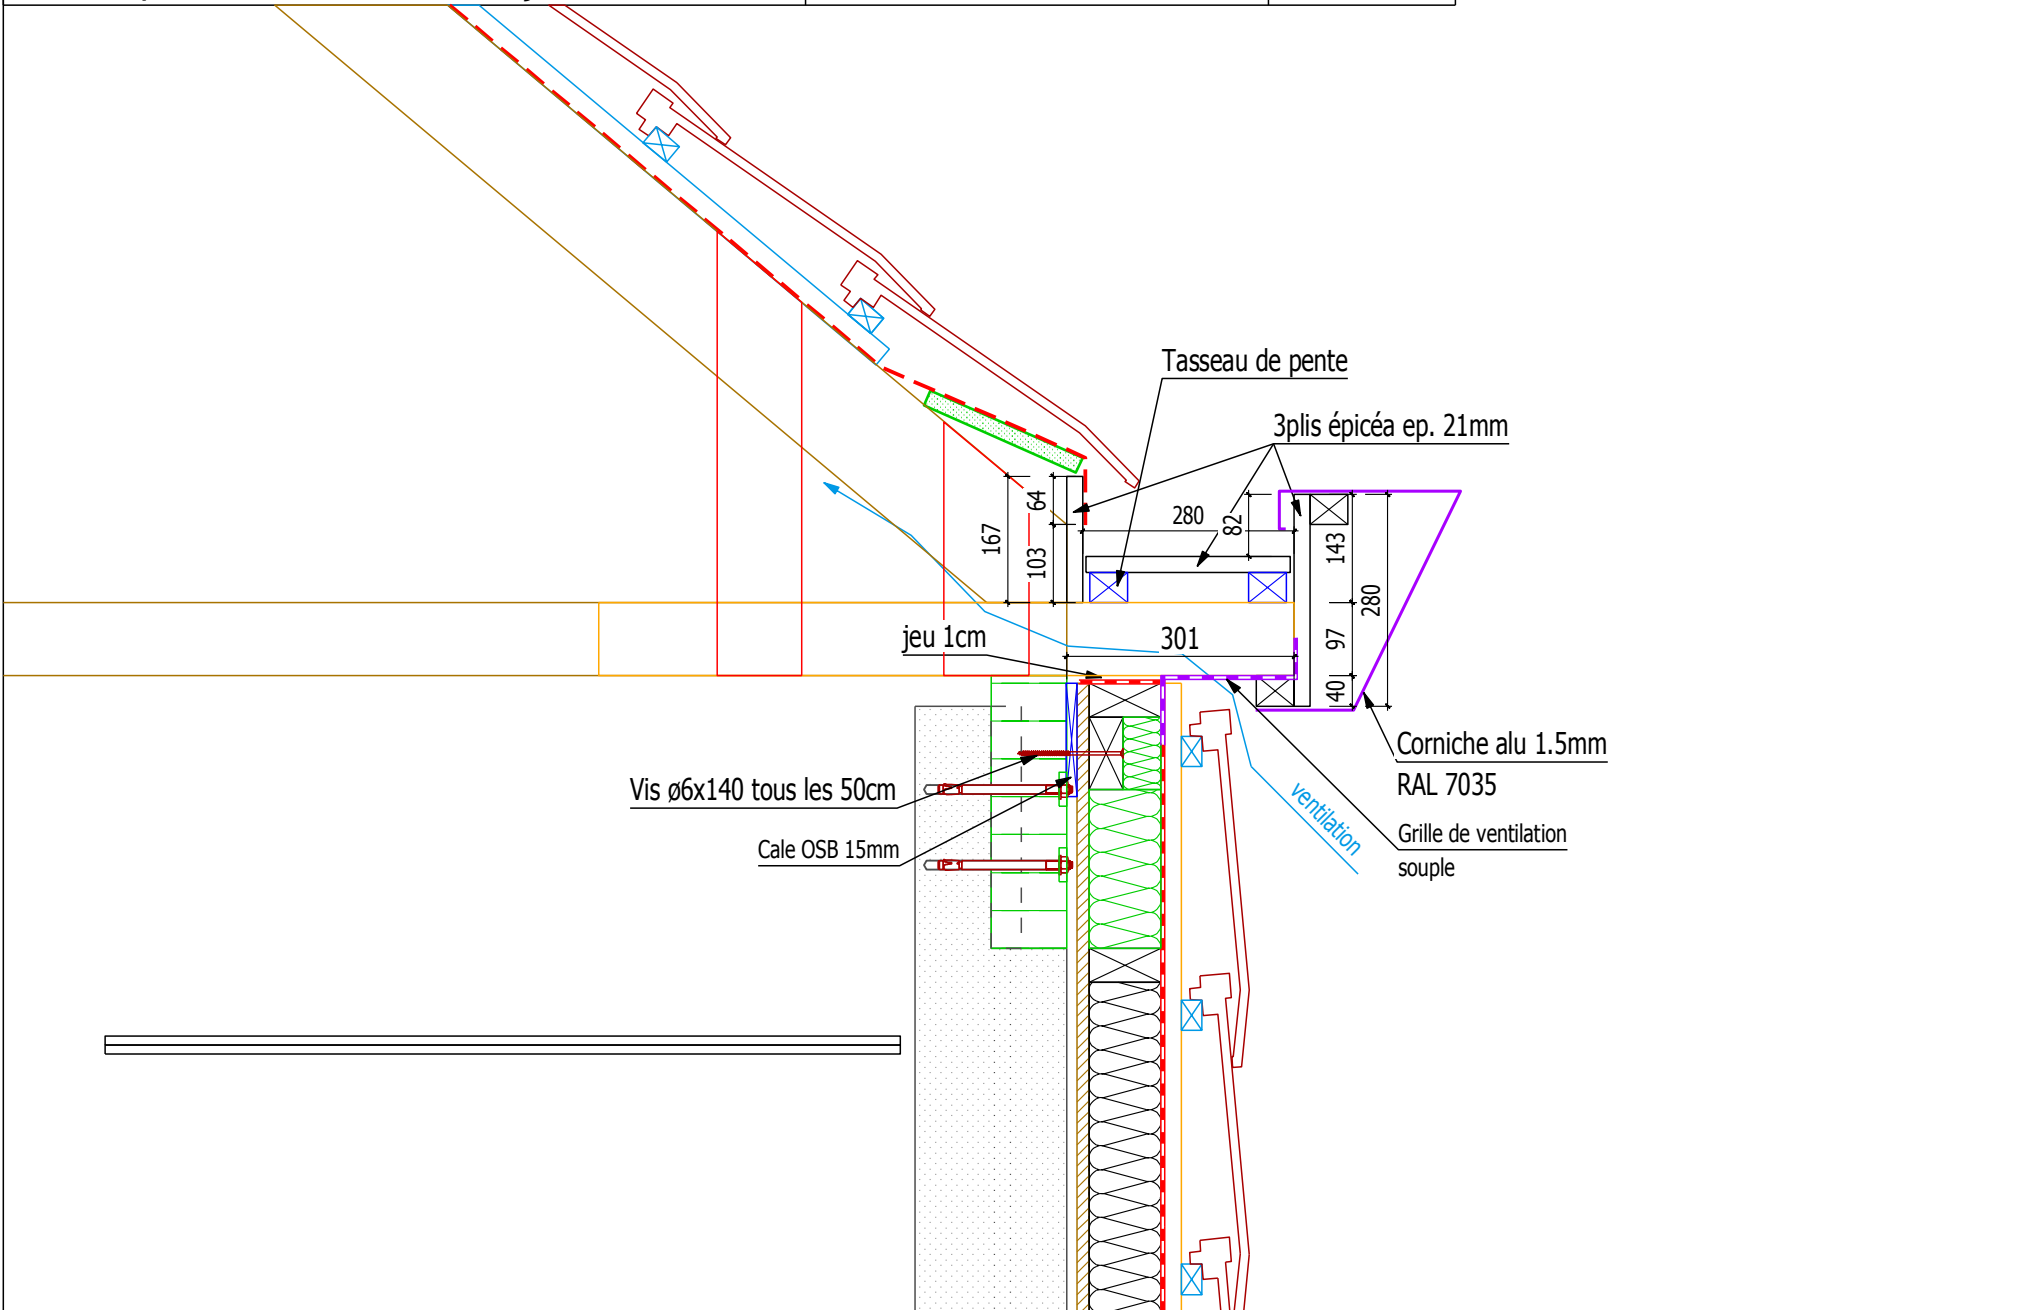 Tasseau de pente
3plis épicéa ep. 21mm
64
280
82
167
103
143
280
jeu 1cm
301
97
40
Corniche alu 1.5mm
RAL 7035
Vis ø6x140 tous les 50cm
ventilation
Grille de ventilation
souple
Cale OSB 15mm